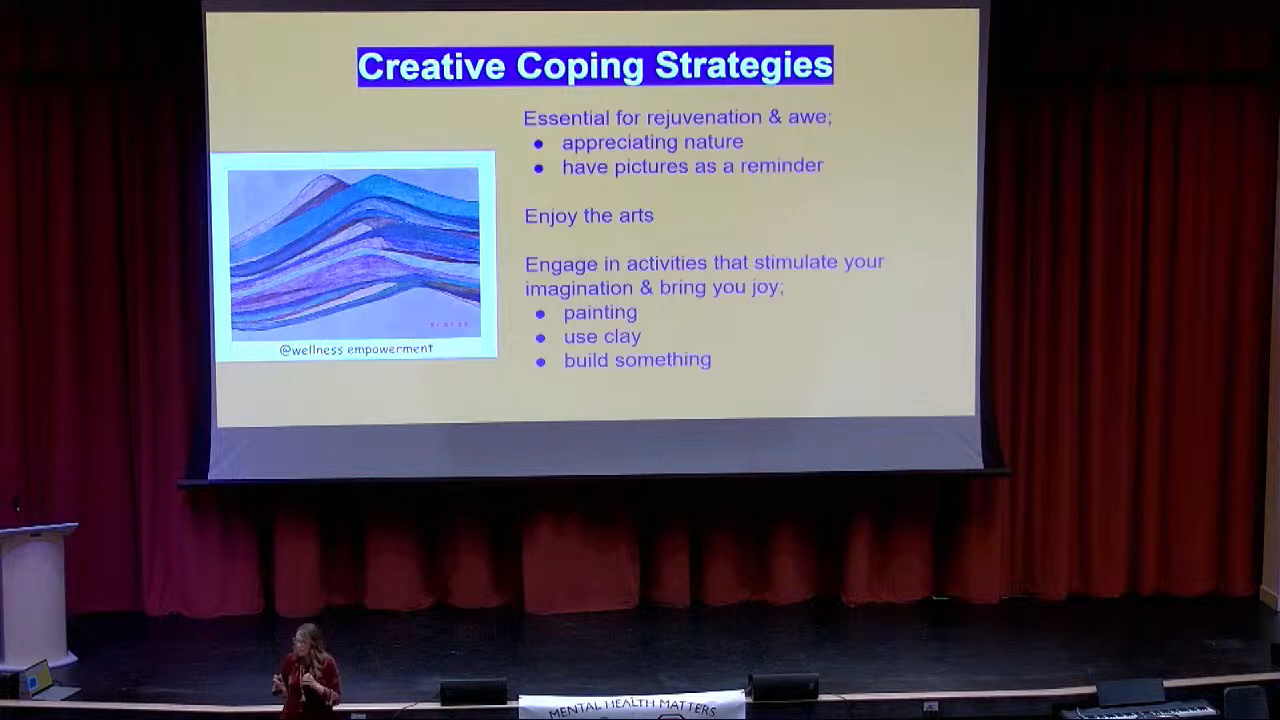 Creative Coping Strategies
Essential for rejuvenation & awe;
● appreciating nature
● have pictures as a reminder
Enjoy the arts
Engage in activities that stimulate your
imagination & bring you joy;
● painting
● use clay
● build something
@wellness empowerment
MENTAL HEALTH MATTERS